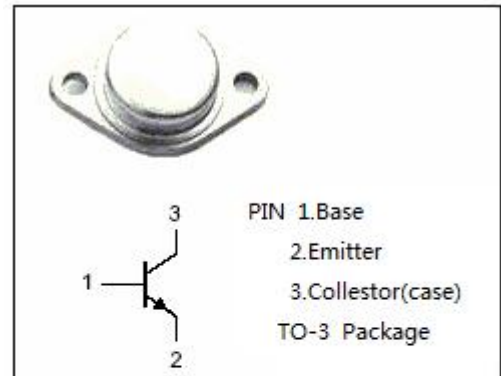 3
PIN 1.Base
2.Emitter
1
3.Collestor(case)
TO-3 Package
2